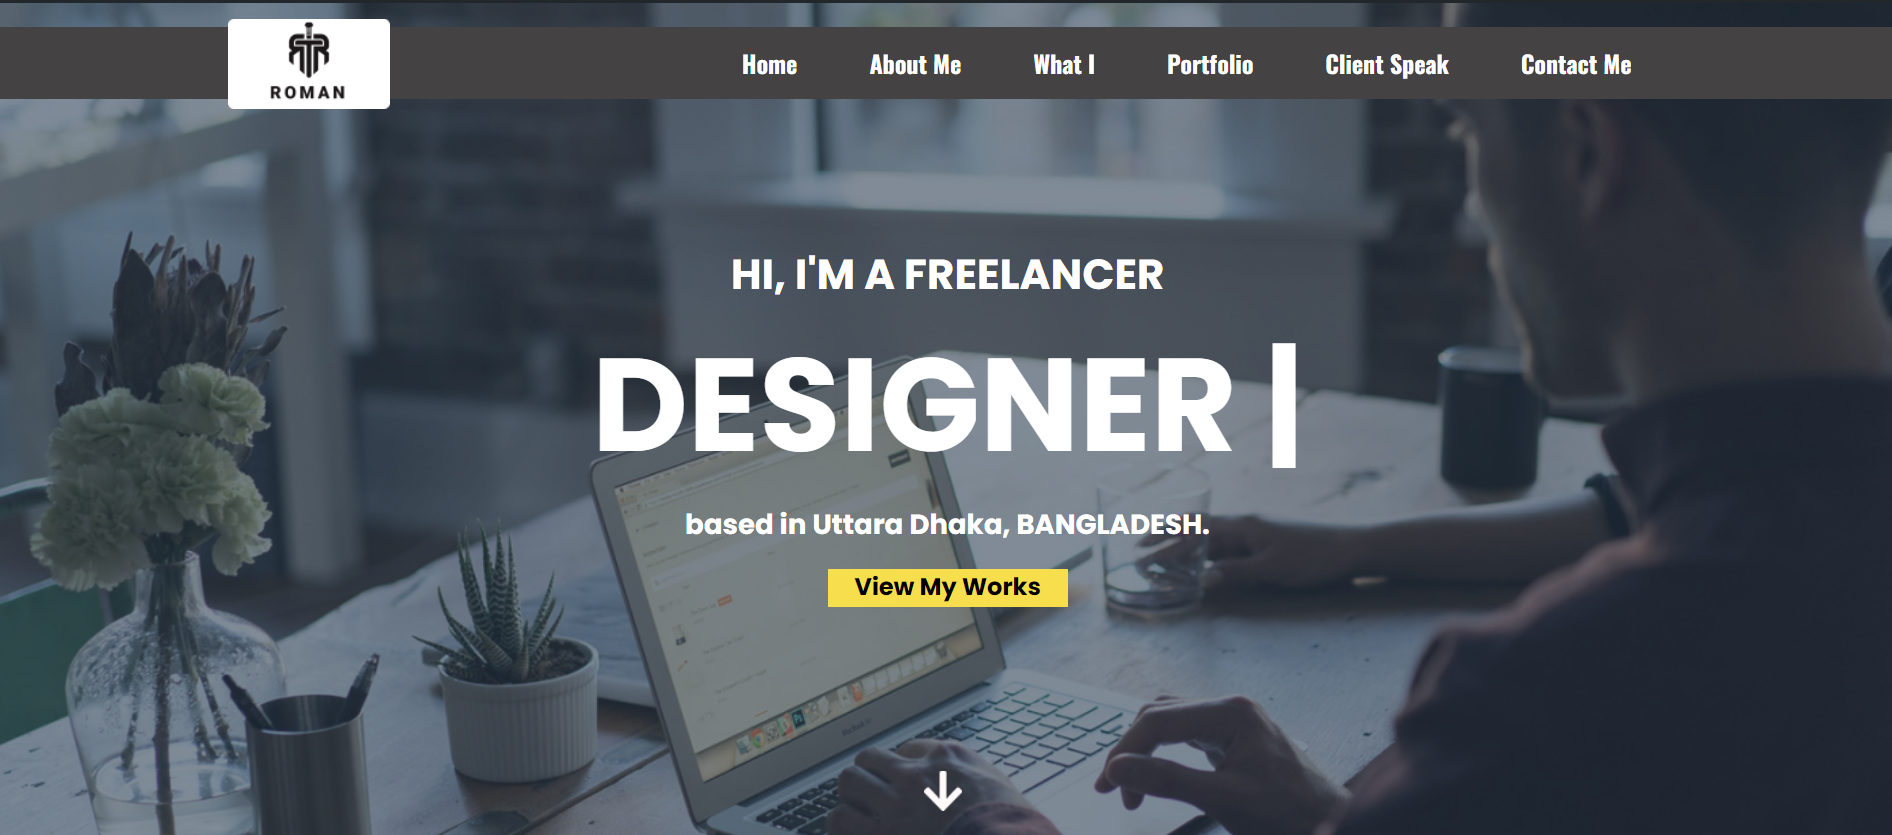 ROMAN
Home About Me What I Portfolio Client Speak Contact Me
HI, I'M A FREELANCER
DESIGNER |
based in Uttara Dhaka, BANGLADESH.
View My Works